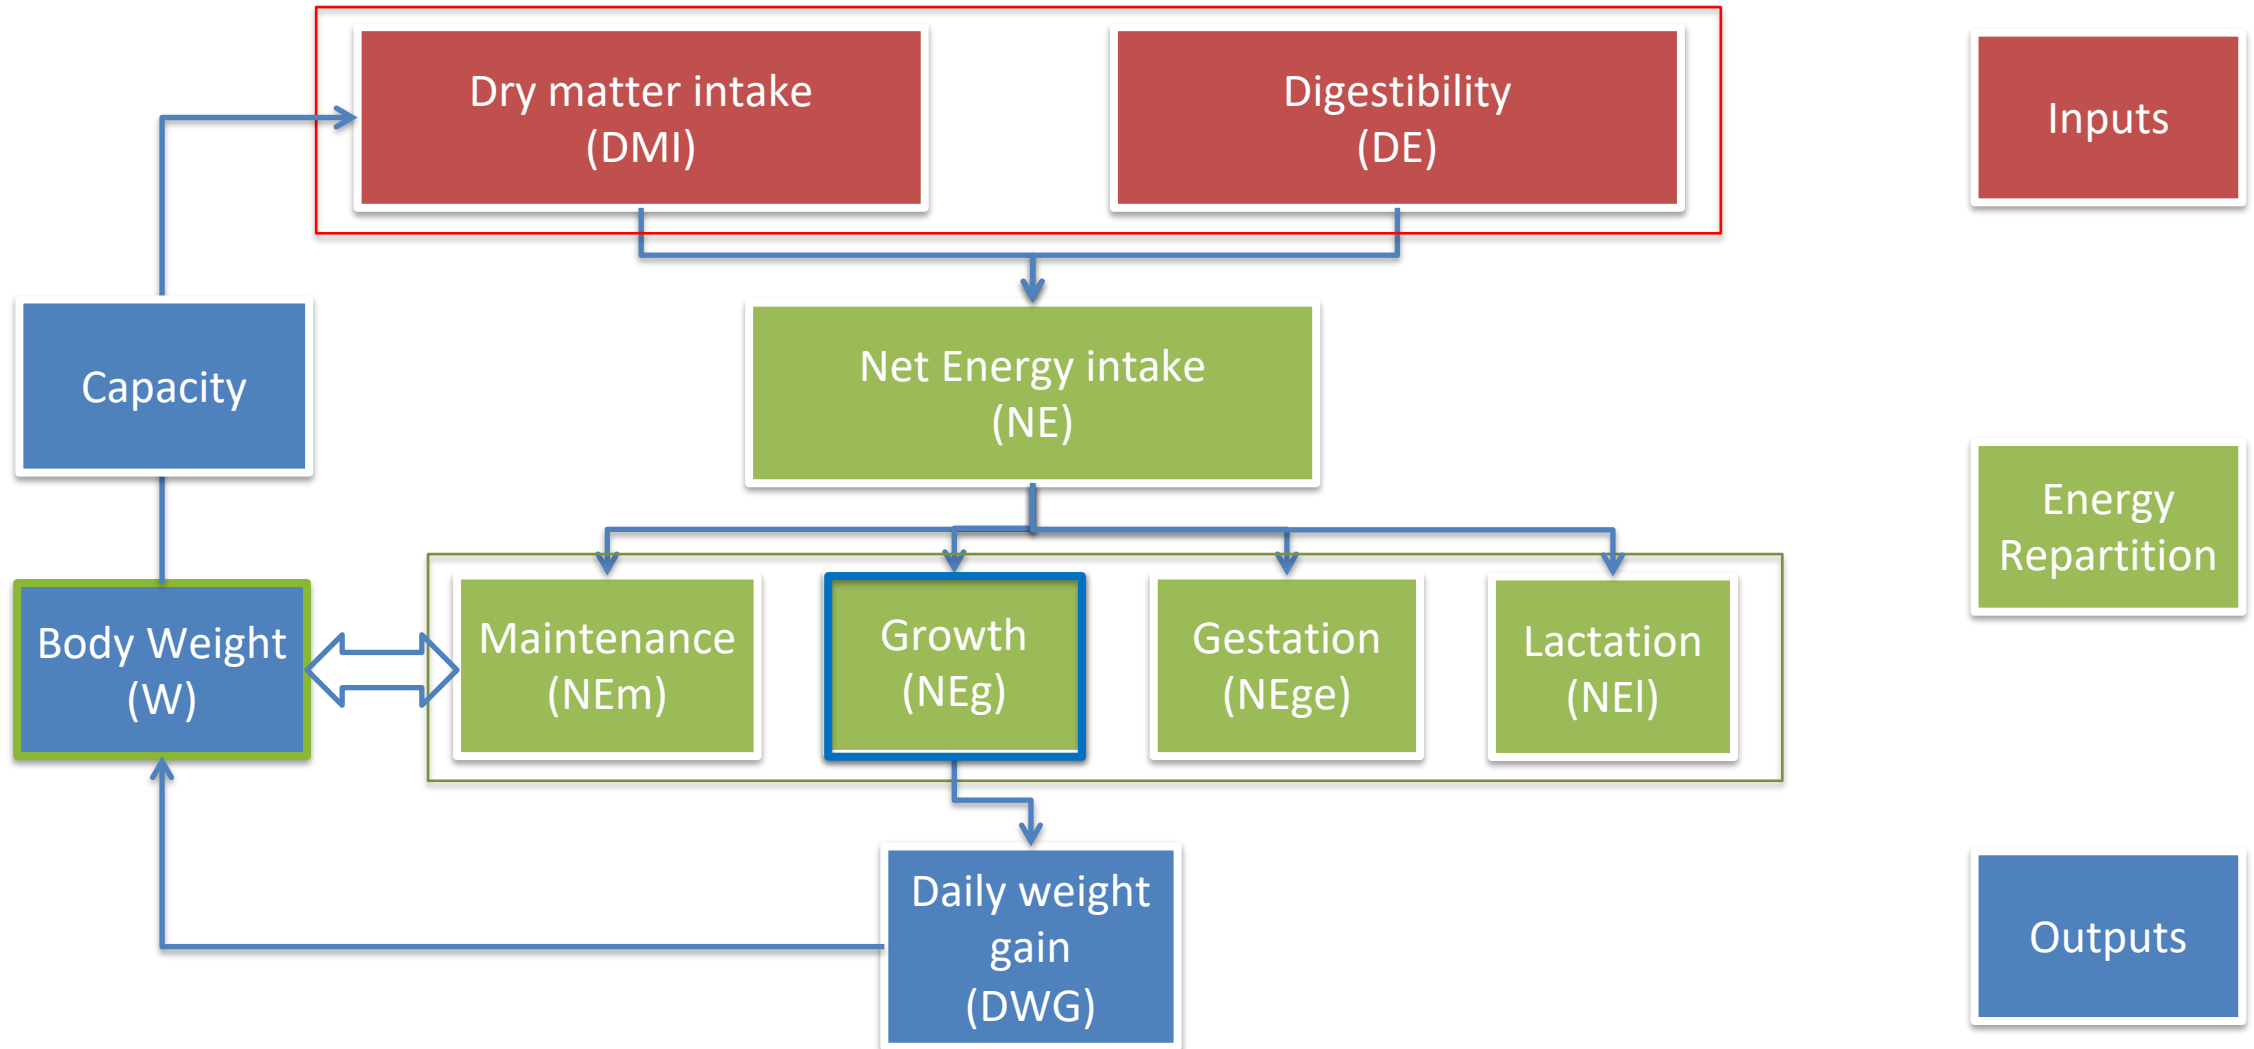 Dry matter intake
(DMI)
Digestibility
(DE)
Inputs
Capacity
Net Energy intake
(NE)
Energy
Repartition
Body Weight
(W)
Maintenance
(NEm)
Growth
(NEg)
Gestation
(NEge)
Lactation
(NEl)
Daily weight
gain
(DWG)
Outputs